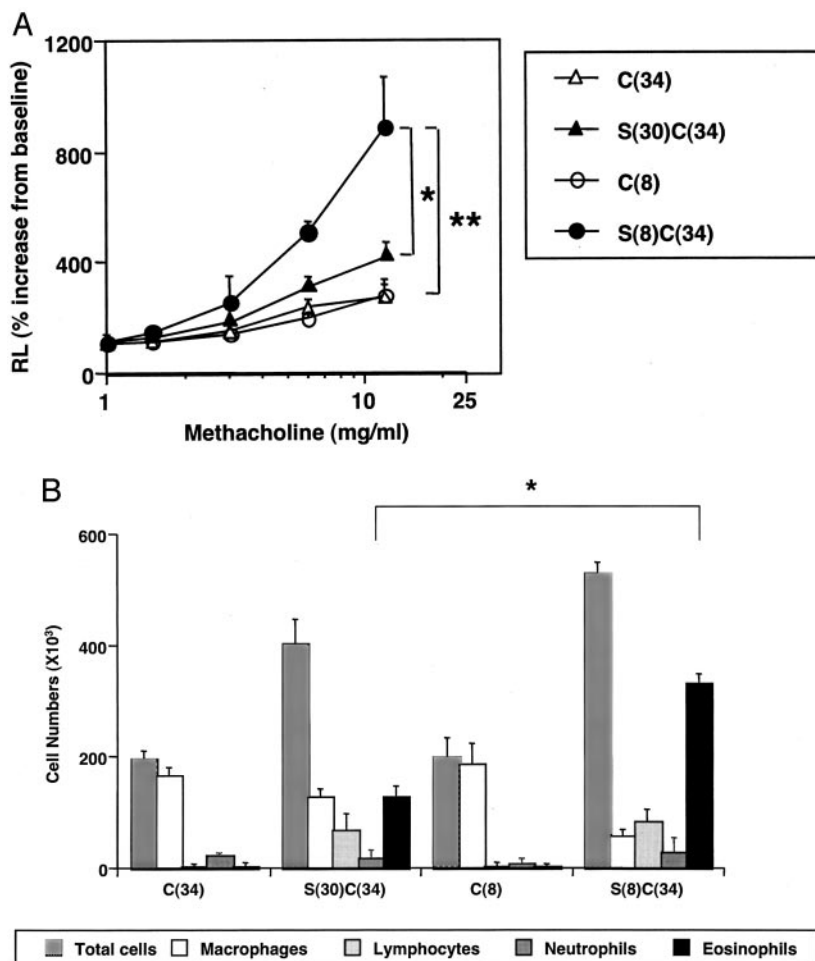 A
1200
800
400
0
RL (% increase from baseline)
*
**
1
10
25
Methacholine (mg/ml)
C(34)
S(30)C(34)
C(8)
S(8)C(34)
B
*
600
400
200
0
Cell Numbers (X10³)
C(34)
S(30)C(34)
C(8)
S(8)C(34)
Total cells
Macrophages
Lymphocytes
Neutrophils
Eosinophils